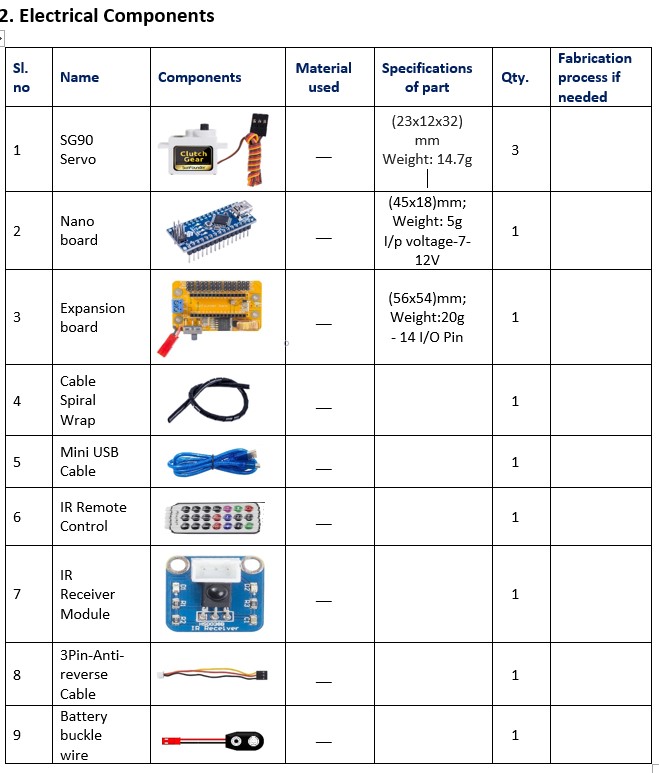 2. Electrical Components
Sl.
no
Name
Components
Material
used
Specifications
of part
Qty.
Fabrication
process if
needed
1
SG90
Servo
Clutch
Gear
SunFounder
—
(23x12x32)
mm
Weight: 14.7g
3
2
Nano
board
—
(45x18)mm;
Weight: 5g
I/p voltage-7-
12V
1
3
Expansion
board
—
(56x54)mm;
Weight:20g
- 14 I/O Pin
1
4
Cable
Spiral
Wrap
—
1
5
Mini USB
Cable
—
1
6
IR Remote
Control
—
1
7
IR
Receiver
Module
IR Receiver
—
1
8
3Pin-Anti-
reverse
Cable
—
1
9
Battery
buckle
wire
—
1